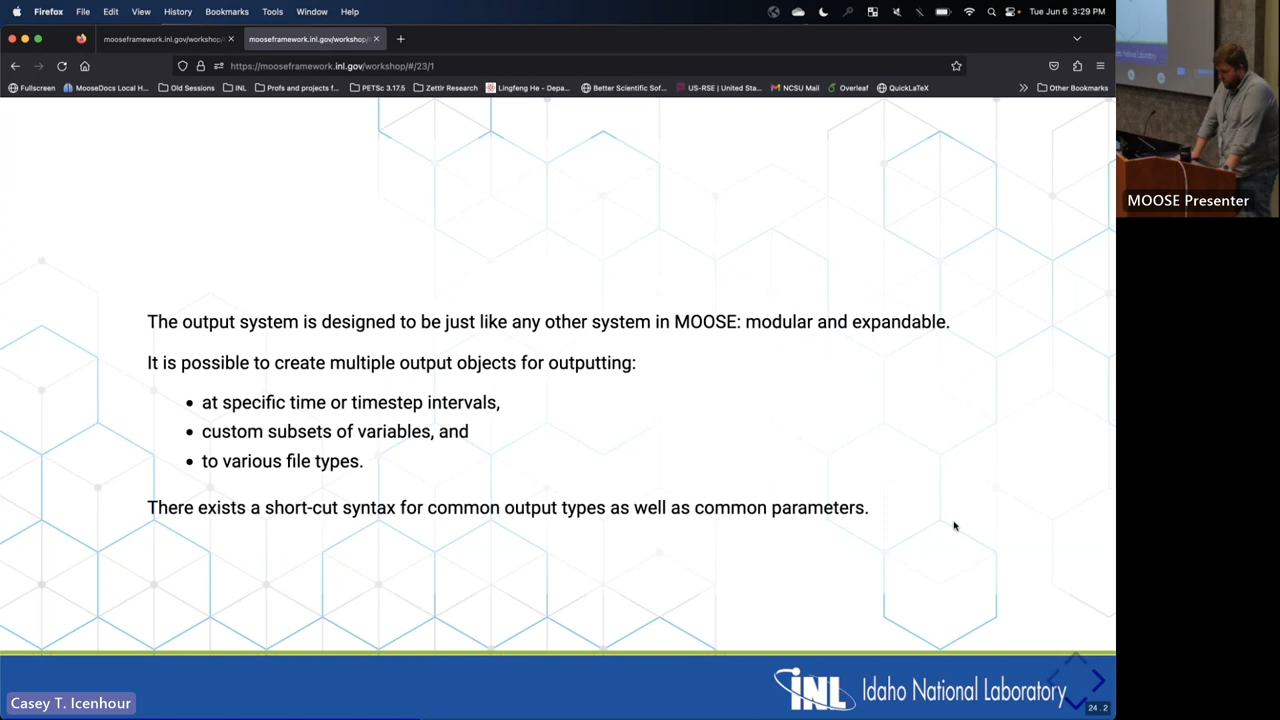 Firefox File Edit View History Bookmarks Tools Window Help Tue Jun 6 3:29 PM
mooseframework.inl.gov/workshop/ mooseframework.inl.gov/workshop/
https://mooseframework.inl.gov/workshop/#/23/1
Fullscreen MooseDocs Local H... Old Sessions INL Profs and projects f... PETSc 3.17.5 Zettlr Research Lingfeng He - Depa... Better Scientific Sof... US-RSE | United Sta... NCSU Mail Overleaf QuickLaTeX Other Bookmarks
MOOSE Presenter
The output system is designed to be just like any other system in MOOSE: modular and expandable.
It is possible to create multiple output objects for outputting:
• at specific time or timestep intervals,
• custom subsets of variables, and
• to various file types.
There exists a short-cut syntax for common output types as well as common parameters.
INL Idaho National Laboratory
Casey T. Icenhour
24.2